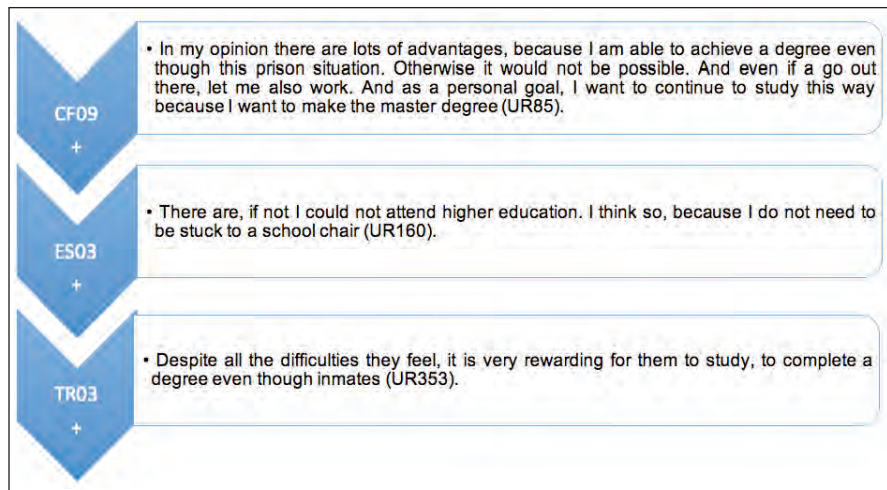 • In my opinion there are lots of advantages, because I am able to achieve a degree even
though this prison situation. Otherwise it would not be possible. And even if a go out
there, let me also work. And as a personal goal, I want to continue to study this way
because I want to make the master degree (UR85).
CF09
+
• There are, if not I could not attend higher education. I think so, because I do not need to
be stuck to a school chair (UR160).
ES03
+
• Despite all the difficulties they feel, it is very rewarding for them to study, to complete a
degree even though inmates (UR353).
TR03
+